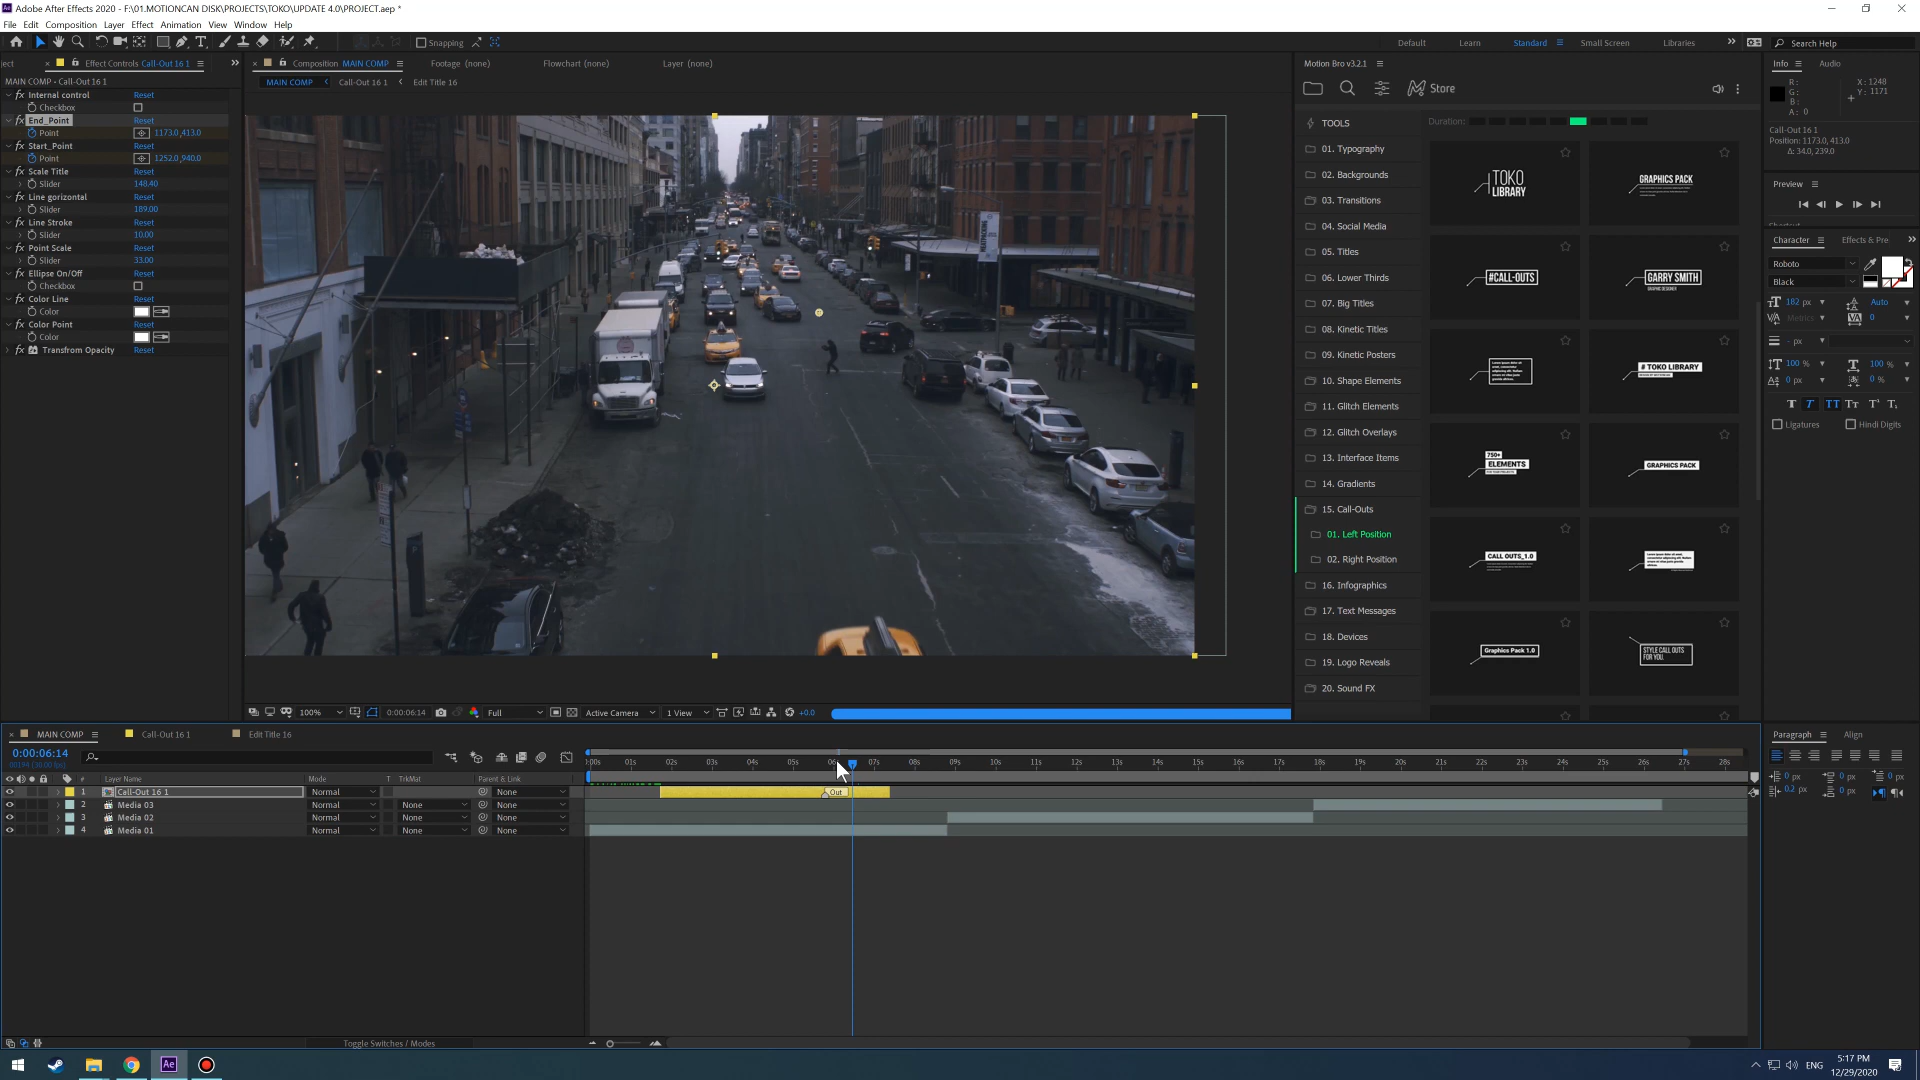 Adobe After Effects 2020 - F:\01.MOTIONCAN DISK\PROJECTS\TOKO\UPDATE 4.0\PROJECT.aep *
File Edit Composition Layer Effect Animation View Window Help
Snapping
Default Learn Standard Small Screen Libraries Search Help
ject Effect Controls Call-Out 16 1
MAIN COMP - Call-Out 16 1
Internal control Reset
Checkbox
End_Point Reset
Point 1173.0,413.0
Start_Point Reset
Point 1252.0,940.0
Scale Title Reset
Slider 148.40
Line gorizontal Reset
Slider 189.00
Line Stroke Reset
Slider 10.00
Point Scale Reset
Slider 33.00
Ellipse On/Off Reset
Checkbox
Color Line Reset
Color
Color Point Reset
Color
Transfrom Opacity Reset
Composition MAIN COMP Footage (none) Flowchart (none) Layer (none)
MAIN COMP Call-Out 16 1 Edit Title 16
100% 0:00:06:14 Full Active Camera 1 View +0.0
Motion Bro v3.2.1
Store
TOOLS
01. Typography
02. Backgrounds
03. Transitions
04. Social Media
05. Titles
06. Lower Thirds
07. Big Titles
08. Kinetic Titles
09. Kinetic Posters
10. Shape Elements
11. Glitch Elements
12. Glitch Overlays
13. Interface Items
14. Gradients
15. Call-Outs
01. Left Position
02. Right Position
16. Infographics
17. Text Messages
18. Devices
19. Logo Reveals
20. Sound FX
Duration:
TOKO
LIBRARY
GRAPHICS PACK
#CALL-OUTS
GARRY SMITH
GRAPHIC DESIGNER
# TOKO LIBRARY
750+
ELEMENTS
GRAPHICS PACK
CALL OUTS_1.0
Graphics Pack 1.0
STYLE CALL OUTS
FOR YOU.
Info Audio
R:
G:
B:
A: 0
X: 1248
Y: 1171
Call-Out 16 1
Position: 1173.0, 413.0
Δ: 34.0, 239.0
Preview
Character Effects & Pre
Roboto
Black
182 px Auto
Metrics 0
- px
100 % 100 %
0 px 0 %
Ligatures Hindi Digits
MAIN COMP Call-Out 16 1 Edit Title 16
0:00:06:14
00194 (30.00 fps)
:00s 01s 02s 03s 04s 05s 06s 07s 08s 09s 10s 11s 12s 13s 14s 15s 16s 17s 18s 19s 20s 21s 22s 23s 24s 25s 26s 27s 28s
# Layer Name Mode T TrkMat Parent & Link
1 Call-Out 16 1 Normal None
Out
2 Media 03 Normal None None
3 Media 02 Normal None None
4 Media 01 Normal None None
Toggle Switches / Modes
Paragraph Align
0 px 0 px 0 px
0.2 px 0 px
ENG
5:17 PM
12/29/2020